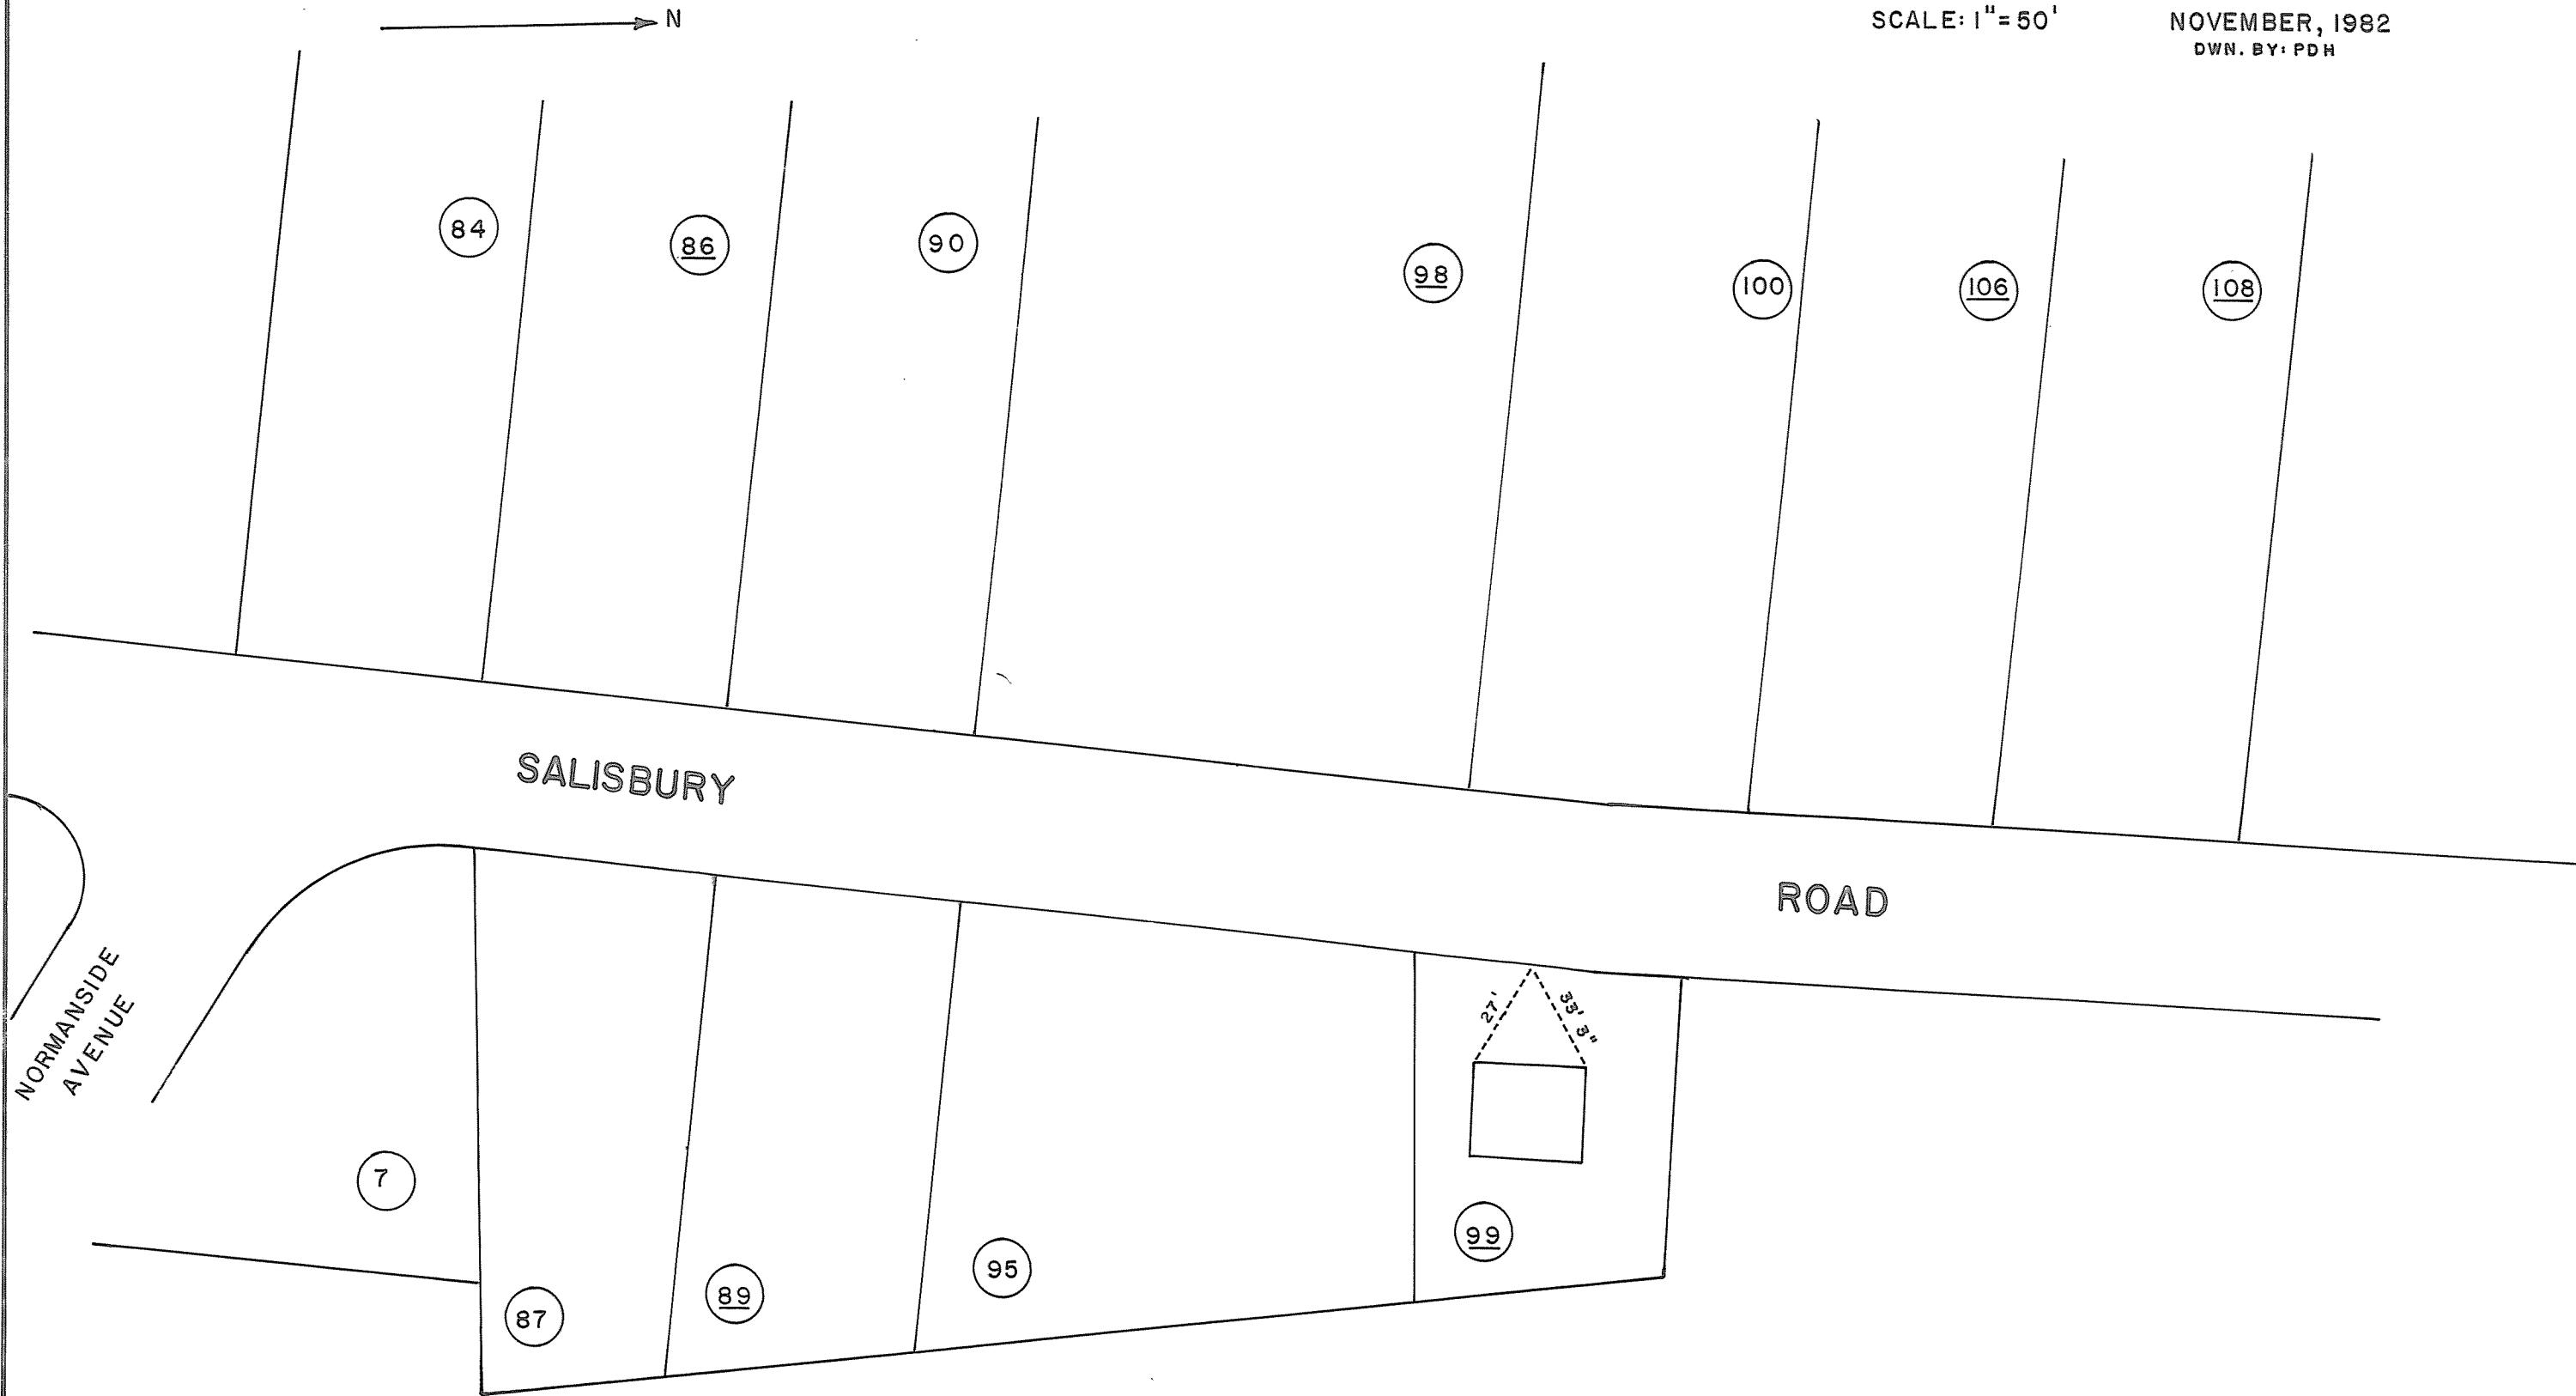 N
SCALE: 1"=50'
NOVEMBER, 1982
DWN. BY: PDH
84
86
90
98
100
106
108
SALISBURY
ROAD
NORMANSIDE
AVENUE
27'
33' 3"
7
87
89
95
99